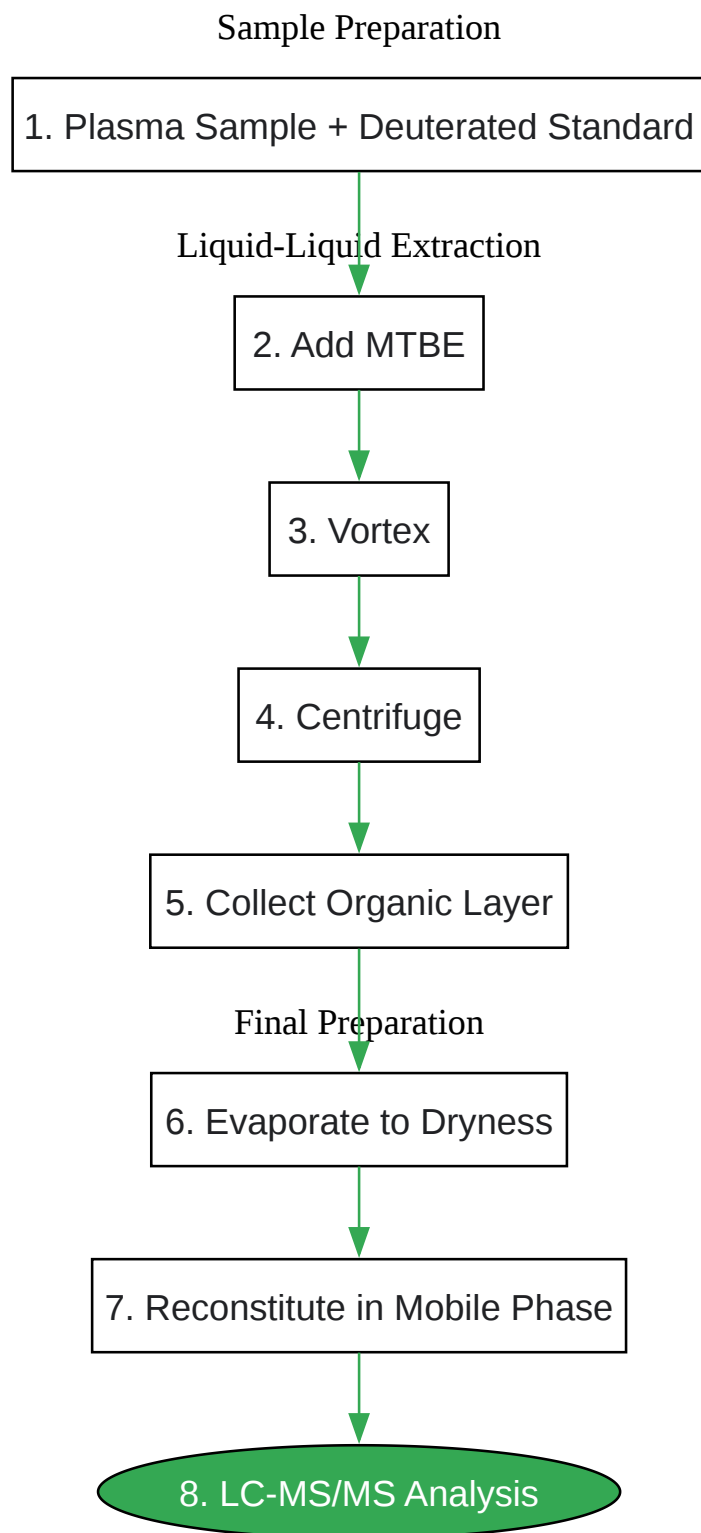 Sample Preparation
1. Plasma Sample + Deuterated Standard
Liquid-Liquid Extraction
2. Add MTBE
3. Vortex
4. Centrifuge
5. Collect Organic Layer
Final Preparation
6. Evaporate to Dryness
7. Reconstitute in Mobile Phase
8. LC-MS/MS Analysis